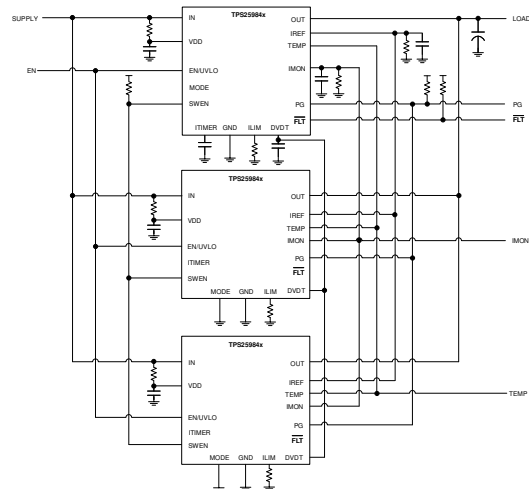 SUPPLY
EN
TPS25984x
IN
VDD
EN/UVLO
MODE
SWEN
OUT
IREF
TEMP
IMON
PG
FLT
ITIMER
GND
ILIM
DVDT
LOAD
PG
FLT
TPS25984x
IN
VDD
EN/UVLO
ITIMER
SWEN
OUT
IREF
TEMP
IMON
PG
FLT
MODE
GND
ILIM
DVDT
IMON
TPS25984x
IN
VDD
EN/UVLO
ITIMER
SWEN
OUT
IREF
TEMP
IMON
PG
FLT
MODE
GND
ILIM
DVDT
TEMP